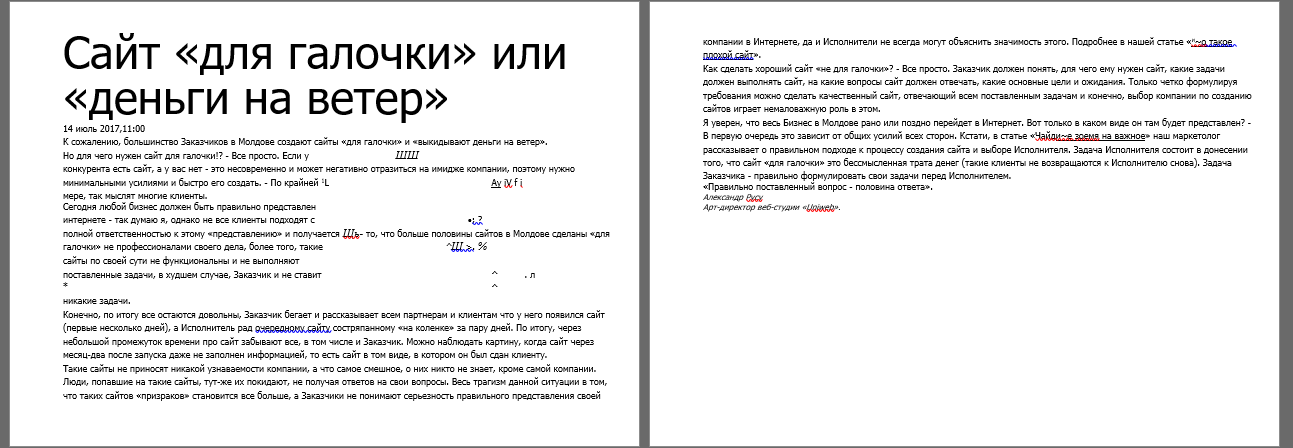 Сайт «для галочки» или
«деньги на ветер»
14 июль 2017,11:00
К сожалению, большинство Заказчиков в Молдове создают сайты «для галочки» и «выкидывают деньги на ветер».
Но для чего нужен сайт для галочки!? - Все просто. Если у ШШ
конкурента есть сайт, а у вас нет - это несовременно и может негативно отразиться на имидже компании, поэтому нужно
минимальными усилиями и быстро его создать. - По крайней ¹L Av iV, f i
мере, так мыслят многие клиенты.
Сегодня любой бизнес должен быть правильно представлен
интернете - так думаю я, однако не все клиенты подходят с •: ?
полной ответственностью к этому «представлению» и получается Шь- то, что больше половины сайтов в Молдове сделаны «для
галочки» не профессионалами своего дела, более того, такие ^Ш >, %
сайты по своей сути не функциональны и не выполняют
поставленные задачи, в худшем случае, Заказчик и не ставит ^ . л
* ^
никакие задачи.
Конечно, по итогу все остаются довольны, Заказчик бегает и рассказывает всем партнерам и клиентам что у него появился сайт
(первые несколько дней), а Исполнитель рад очередному сайту состряпанному «на коленке» за пару дней. По итогу, через
небольшой промежуток времени про сайт забывают все, в том числе и Заказчик. Можно наблюдать картину, когда сайт через
месяц-два после запуска даже не заполнен информацией, то есть сайт в том виде, в котором он был сдан клиенту.
Такие сайты не приносят никакой узнаваемости компании, а что самое смешное, о них никто не знает, кроме самой компании.
Люди, попавшие на такие сайты, тут-же их покидают, не получая ответов на свои вопросы. Весь трагизм данной ситуации в том,
что таких сайтов «призраков» становится все больше, а Заказчики не понимают серьезность правильного представления своей
компании в Интернете, да и Исполнители не всегда могут объяснить значимость этого. Подробнее в нашей статье «"~о такое
плохой сайт».
Как сделать хороший сайт «не для галочки»? - Все просто. Заказчик должен понять, для чего ему нужен сайт, какие задачи
должен выполнять сайт, на какие вопросы сайт должен отвечать, какие основные цели и ожидания. Только четко формулируя
требования можно сделать качественный сайт, отвечающий всем поставленным задачам и конечно, выбор компании по созданию
сайтов играет немаловажную роль в этом.
Я уверен, что весь Бизнес в Молдове рано или поздно перейдет в Интернет. Вот только в каком виде он там будет представлен? -
В первую очередь это зависит от общих усилий всех сторон. Кстати, в статье «Чайди~е зоемя на важное» наш маркетолог
рассказывает о правильном подходе к процессу создания сайта и выборе Исполнителя. Задача Исполнителя состоит в донесении
того, что сайт «для галочки» это бессмысленная трата денег (такие клиенты не возвращаются к Исполнителю снова). Задача
Заказчика - правильно формулировать свои задачи перед Исполнителем.
«Правильно поставленный вопрос - половина ответа».
Александр Русу
Арт-директор веб-студии «Uniweb».